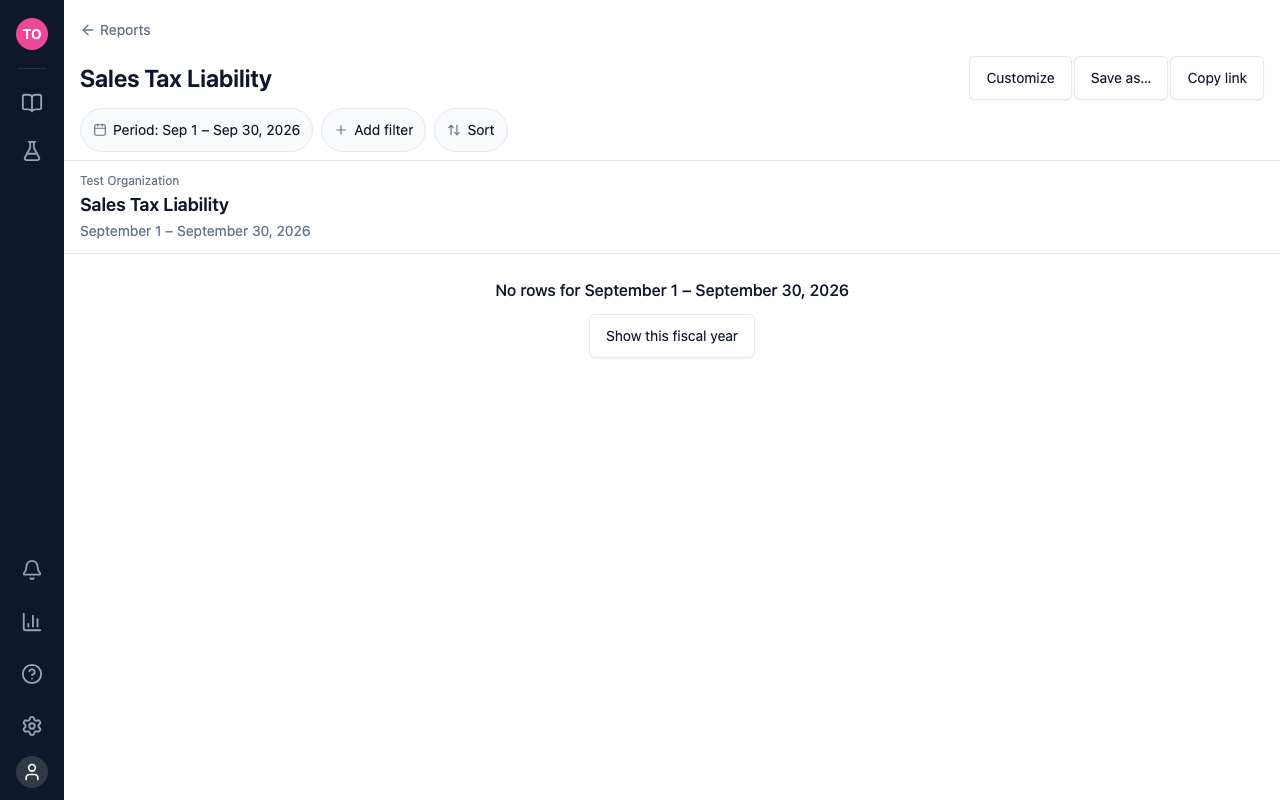 TO
Reports
Sales Tax Liability
Customize
Save as...
Copy link
Period: Sep 1 – Sep 30, 2026
Add filter
Sort
Test Organization
Sales Tax Liability
September 1 – September 30, 2026
No rows for September 1 – September 30, 2026
Show this fiscal year